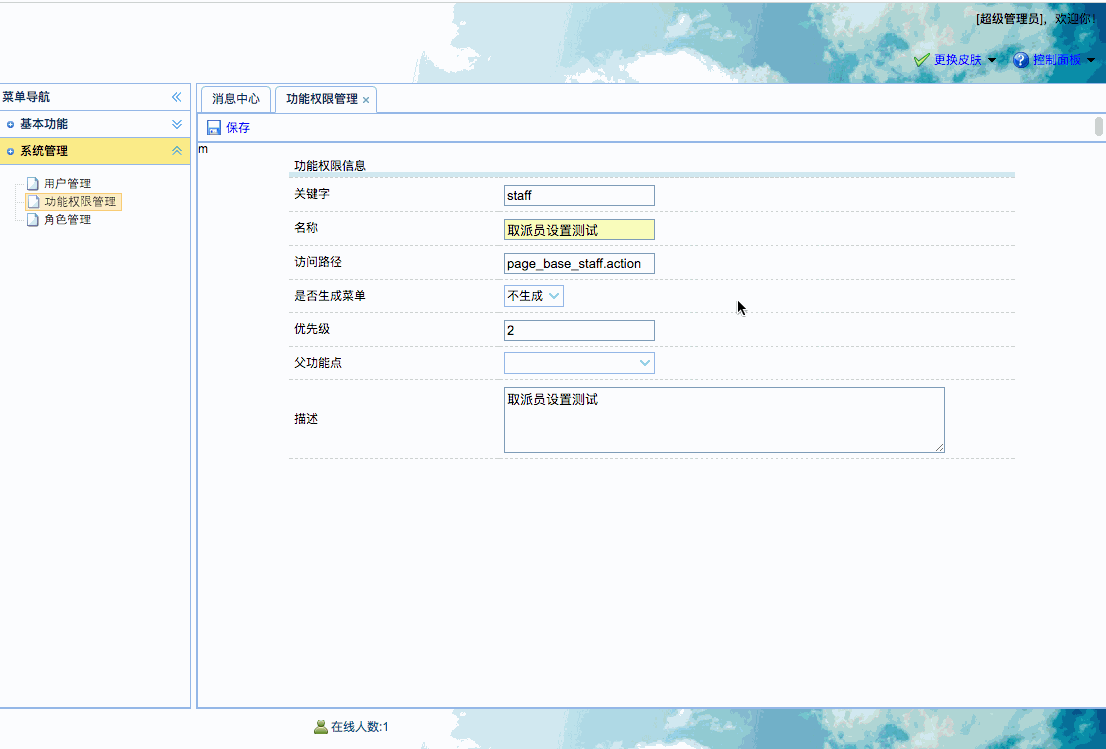 [超级管理员]，欢迎你！
更换皮肤 控制面板
菜单导航
基本功能
系统管理
用户管理
功能权限管理
角色管理
消息中心 功能权限管理
保存
m
功能权限信息
关键字 staff
名称 取派员设置测试
访问路径 page_base_staff.action
是否生成菜单 不生成
优先级 2
父功能点
描述 取派员设置测试
在线人数:1